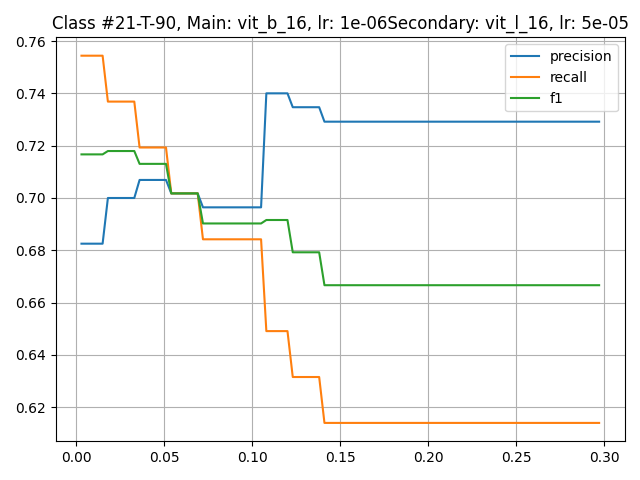 Class #21-T-90, Main: vit_b_16, lr: 1e-06Secondary: vit_l_16, lr: 5e-05
precision
recall
f1
0.76
0.74
0.72
0.70
0.68
0.66
0.64
0.62
0.00 0.05 0.10 0.15 0.20 0.25 0.30